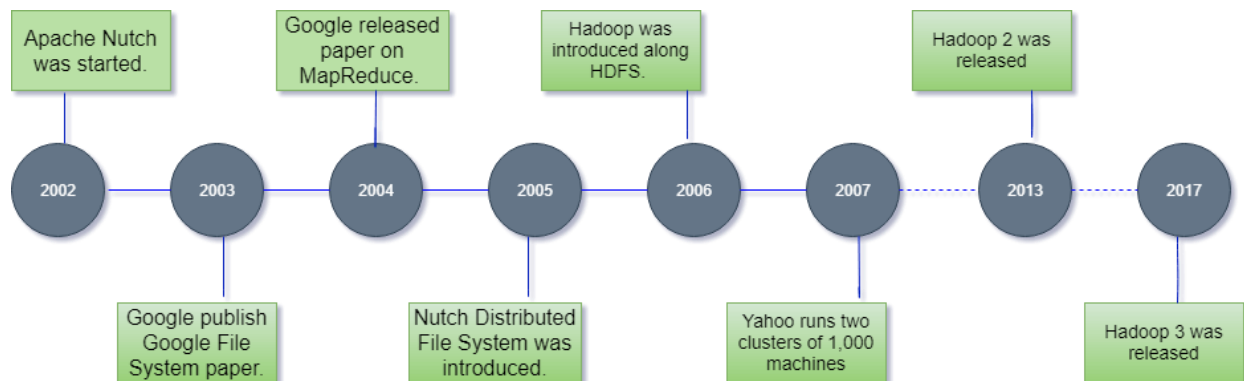 Apache Nutch
was started.
Google released
paper on
MapReduce.
Hadoop was
introduced along
HDFS.
Hadoop 2 was
released
2002
2003
2004
2005
2006
2007
2013
2017
Google publish
Google File
System paper.
Nutch Distributed
File System was
introduced.
Yahoo runs two
clusters of 1,000
machines
Hadoop 3 was
released